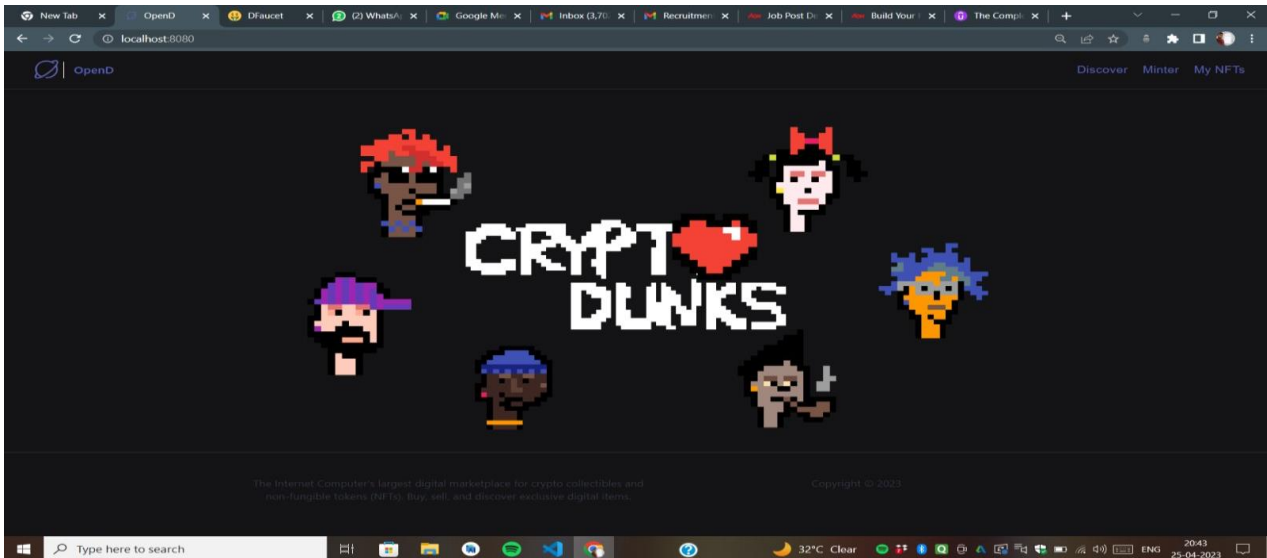 New Tab
OpenD
DFaucet
(2) WhatsA
Google Me
Inbox (3,70
Recruitmen
Job Post D
Build Your
The Compl
localhost:8080
OpenD
Discover
Minter
My NFTs
CRYPT
DUNKS
The Internet Computer's largest digital marketplace for crypto collectibles and
non-fungible tokens (NFTs). Buy, sell, and discover exclusive digital items.
Copyright © 2023
Type here to search
32°C Clear
ENG
20:43
25-04-2023